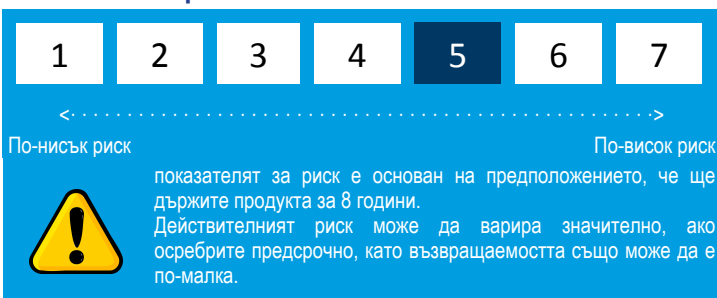 1 2 3 4 5 6 7
<· · · · · · · · · · · · · · · · · · · · · · · · · · · · · · · · · · · · · · · · · · · · · · · · · · · · · · ·>
По-нисък риск По-висок риск
показателят за риск е основан на предположението, че ще
държите продукта за 8 години.
Действителният риск може да варира значително, ако
осребрите предсрочно, като възвращаемостта също може да е
по-малка.